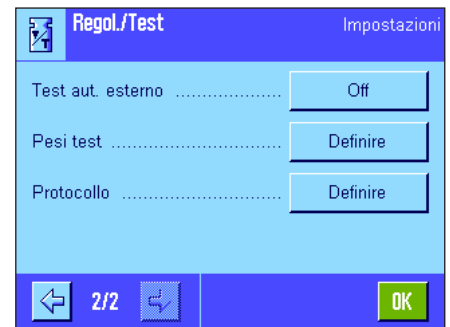 Regol./Test Impostazioni
Test aut. esterno ................... Off
Pesi test ............................. Definire
Protocollo ........................... Definire
2/2 OK